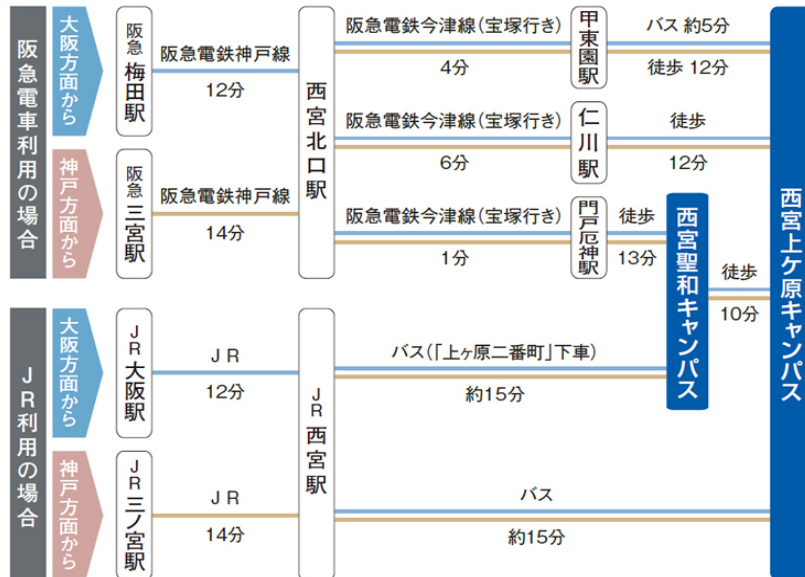 阪急電車利用の場合
大阪方面から
阪急 梅田駅
阪急電鉄神戸線
12分
神戸方面から
阪急 三宮駅
阪急電鉄神戸線
14分
西宮北口駅
阪急電鉄今津線(宝塚行き)
4分
甲東園駅
バス 約5分
徒歩 12分
阪急電鉄今津線(宝塚行き)
6分
仁川駅
徒歩
12分
阪急電鉄今津線(宝塚行き)
1分
門戸厄神駅
徒歩
13分
西宮聖和キャンパス
徒歩
10分
西宮上ケ原キャンパス
JR利用の場合
大阪方面から
JR 大阪駅
JR
12分
神戸方面から
JR 三ノ宮駅
JR
14分
JR 西宮駅
バス(「上ヶ原二番町」下車)
約15分
バス
約15分